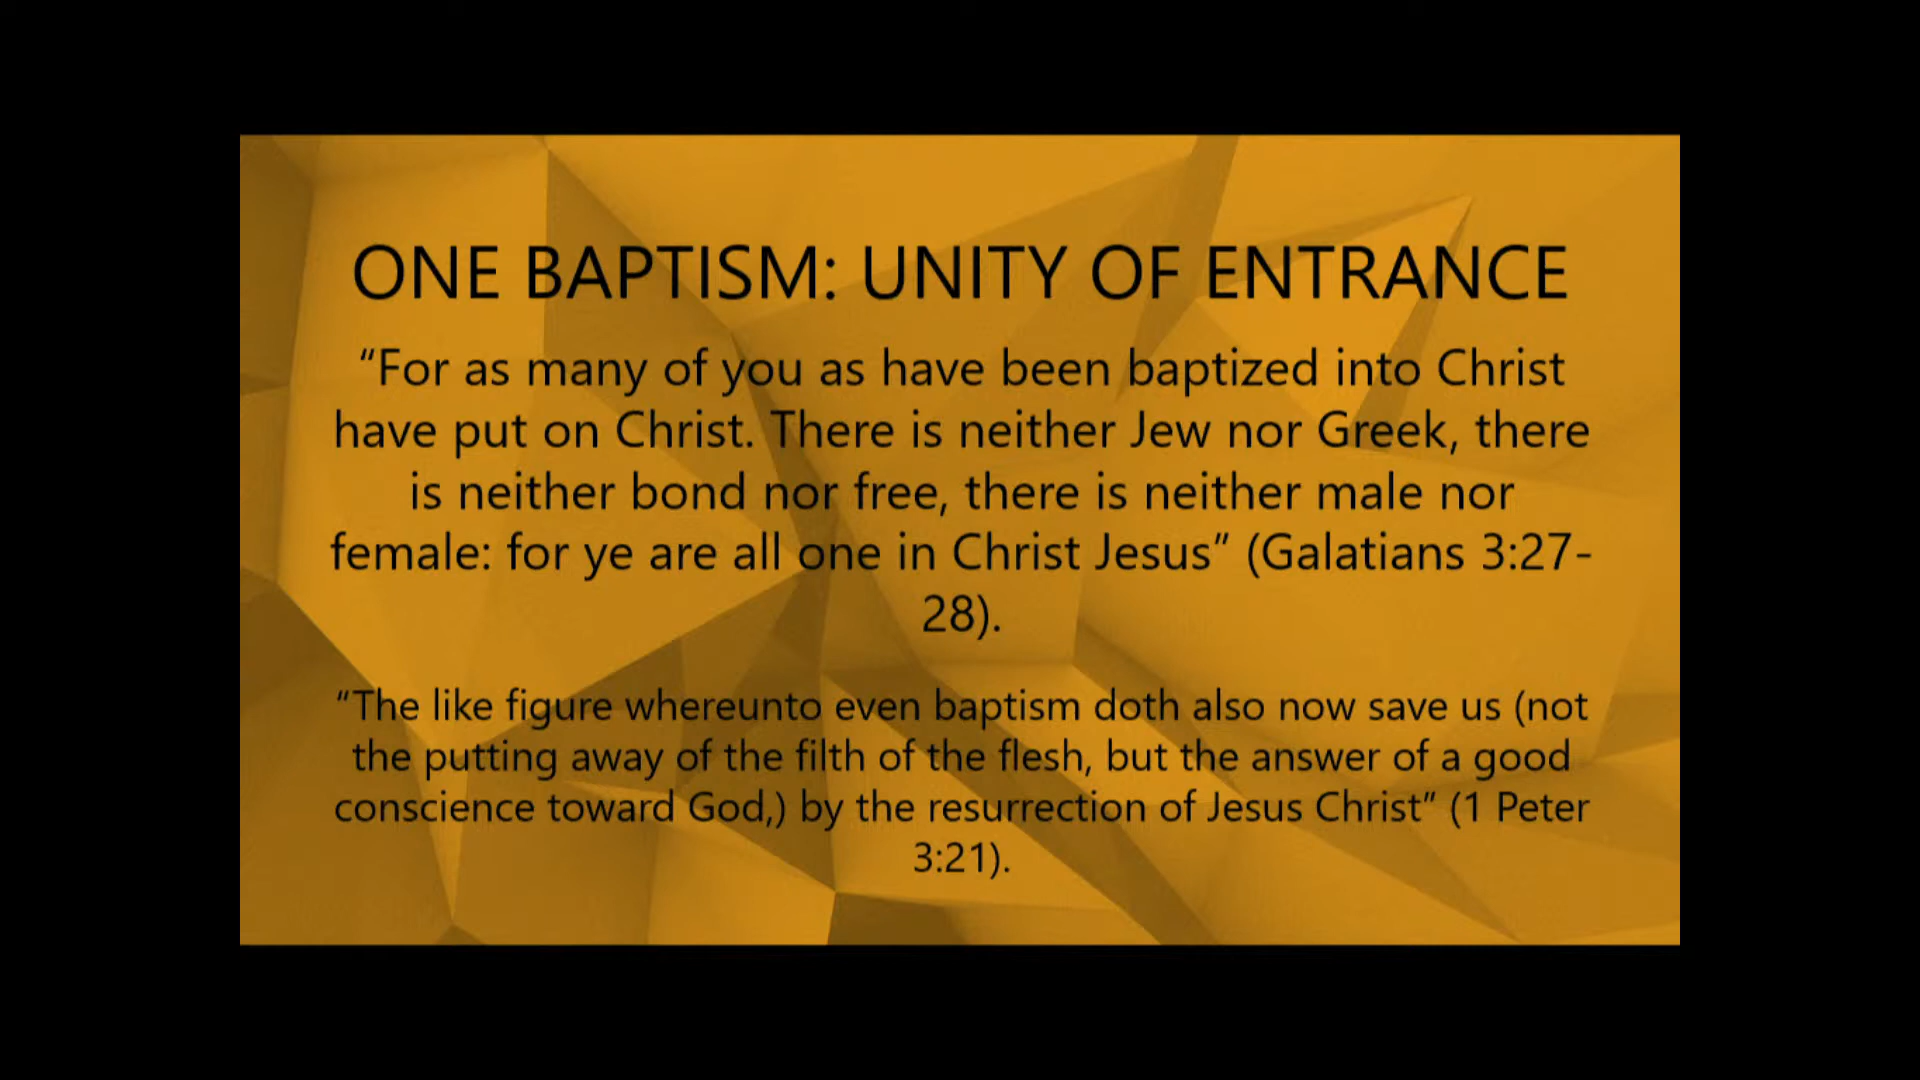 ONE BAPTISM: UNITY OF ENTRANCE
“For as many of you as have been baptized into Christ
have put on Christ. There is neither Jew nor Greek, there
is neither bond nor free, there is neither male nor
female: for ye are all one in Christ Jesus” (Galatians 3:27-
28).
“The like figure whereunto even baptism doth also now save us (not
the putting away of the filth of the flesh, but the answer of a good
conscience toward God,) by the resurrection of Jesus Christ” (1 Peter
3:21).